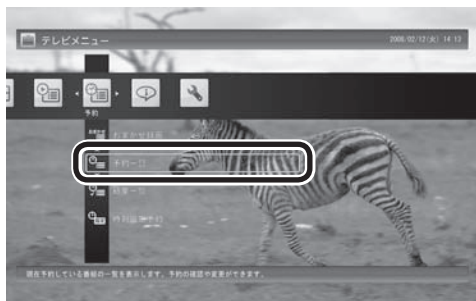 テレビメニュー
2008/02/12(火) 14:13
予約
おまかせ録画
予約一覧
結果一覧
時刻指定予約
現在予約している番組の一覧を表示します。予約の確認や変更ができます。